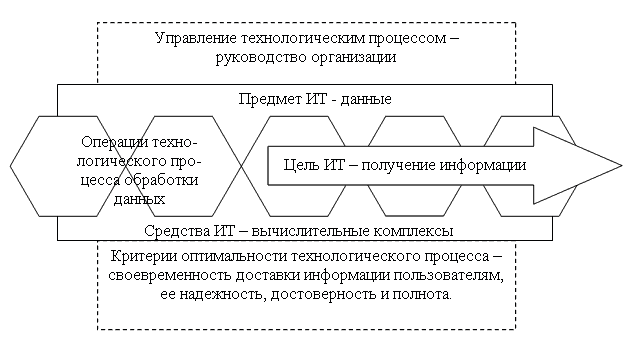 Управление технологическим процессом –
руководство организации
Предмет ИТ - данные
Операции техно-
логического про-
цесса обработки
данных
Цель ИТ – получение информации
Средства ИТ – вычислительные комплексы
Критерии оптимальности технологического процесса –
своевременность доставки информации пользователям,
ее надежность, достоверность и полнота.